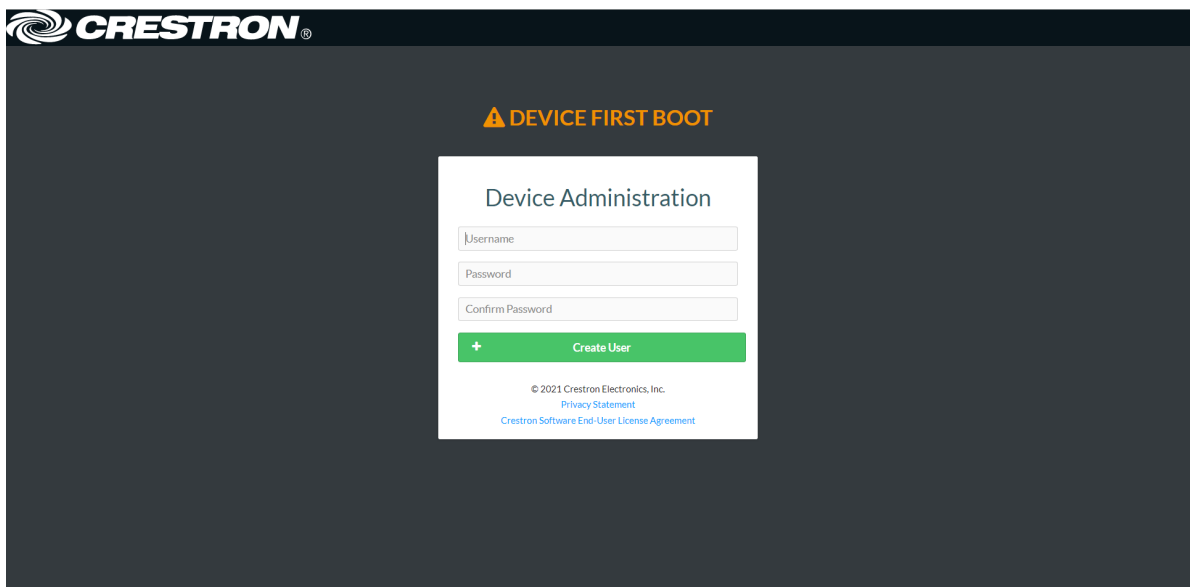 CRESTRON®
DEVICE FIRST BOOT
Device Administration
Username
Password
Confirm Password
+ Create User
© 2021 Crestron Electronics, Inc.
Privacy Statement
Crestron Software End-User License Agreement